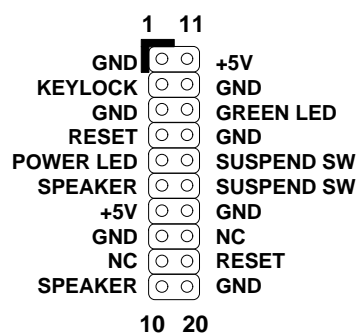 1 11
GND +5V
KEYLOCK GND
GND GREEN LED
RESET GND
POWER LED SUSPEND SW
SPEAKER SUSPEND SW
+5V GND
GND NC
NC RESET
SPEAKER GND
10 20